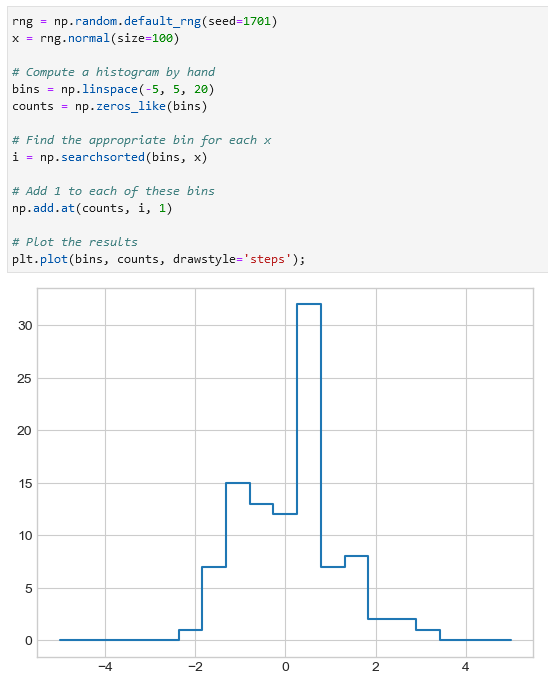 rng = np.random.default_rng(seed=1701)
x = rng.normal(size=100)
# Compute a histogram by hand
bins = np.linspace(-5, 5, 20)
counts = np.zeros_like(bins)
# Find the appropriate bin for each x
i = np.searchsorted(bins, x)
# Add 1 to each of these bins
np.add.at(counts, i, 1)
# Plot the results
plt.plot(bins, counts, drawstyle='steps');
30
25
20
15
10
5
0
−4 −2 0 2 4